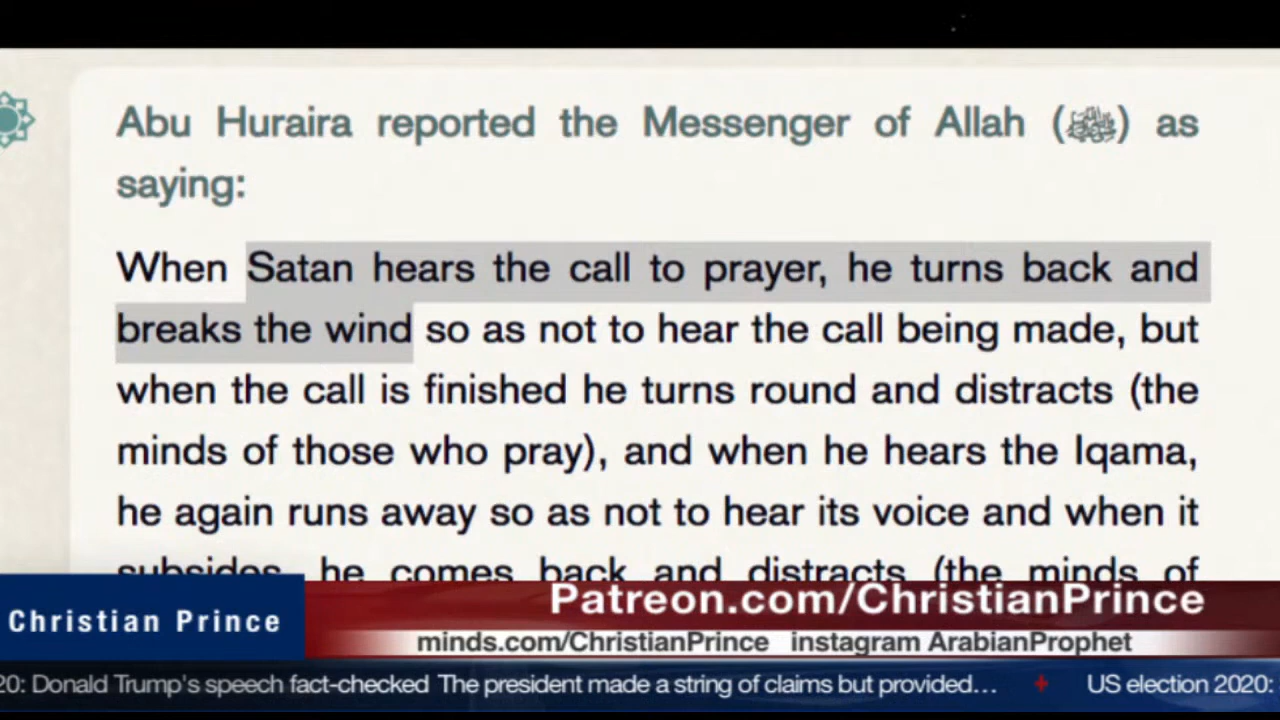 Abu Huraira reported the Messenger of Allah (ﷺ) as
saying:
When Satan hears the call to prayer, he turns back and
breaks the wind so as not to hear the call being made, but
when the call is finished he turns round and distracts (the
minds of those who pray), and when he hears the Iqama,
he again runs away so as not to hear its voice and when it
subsides, he comes back and distracts (the minds of
Christian Prince
Patreon.com/ChristianPrince
minds.com/ChristianPrince instagram ArabianProphet
20: Donald Trump's speech fact-checked The president made a string of claims but provided... US election 2020: